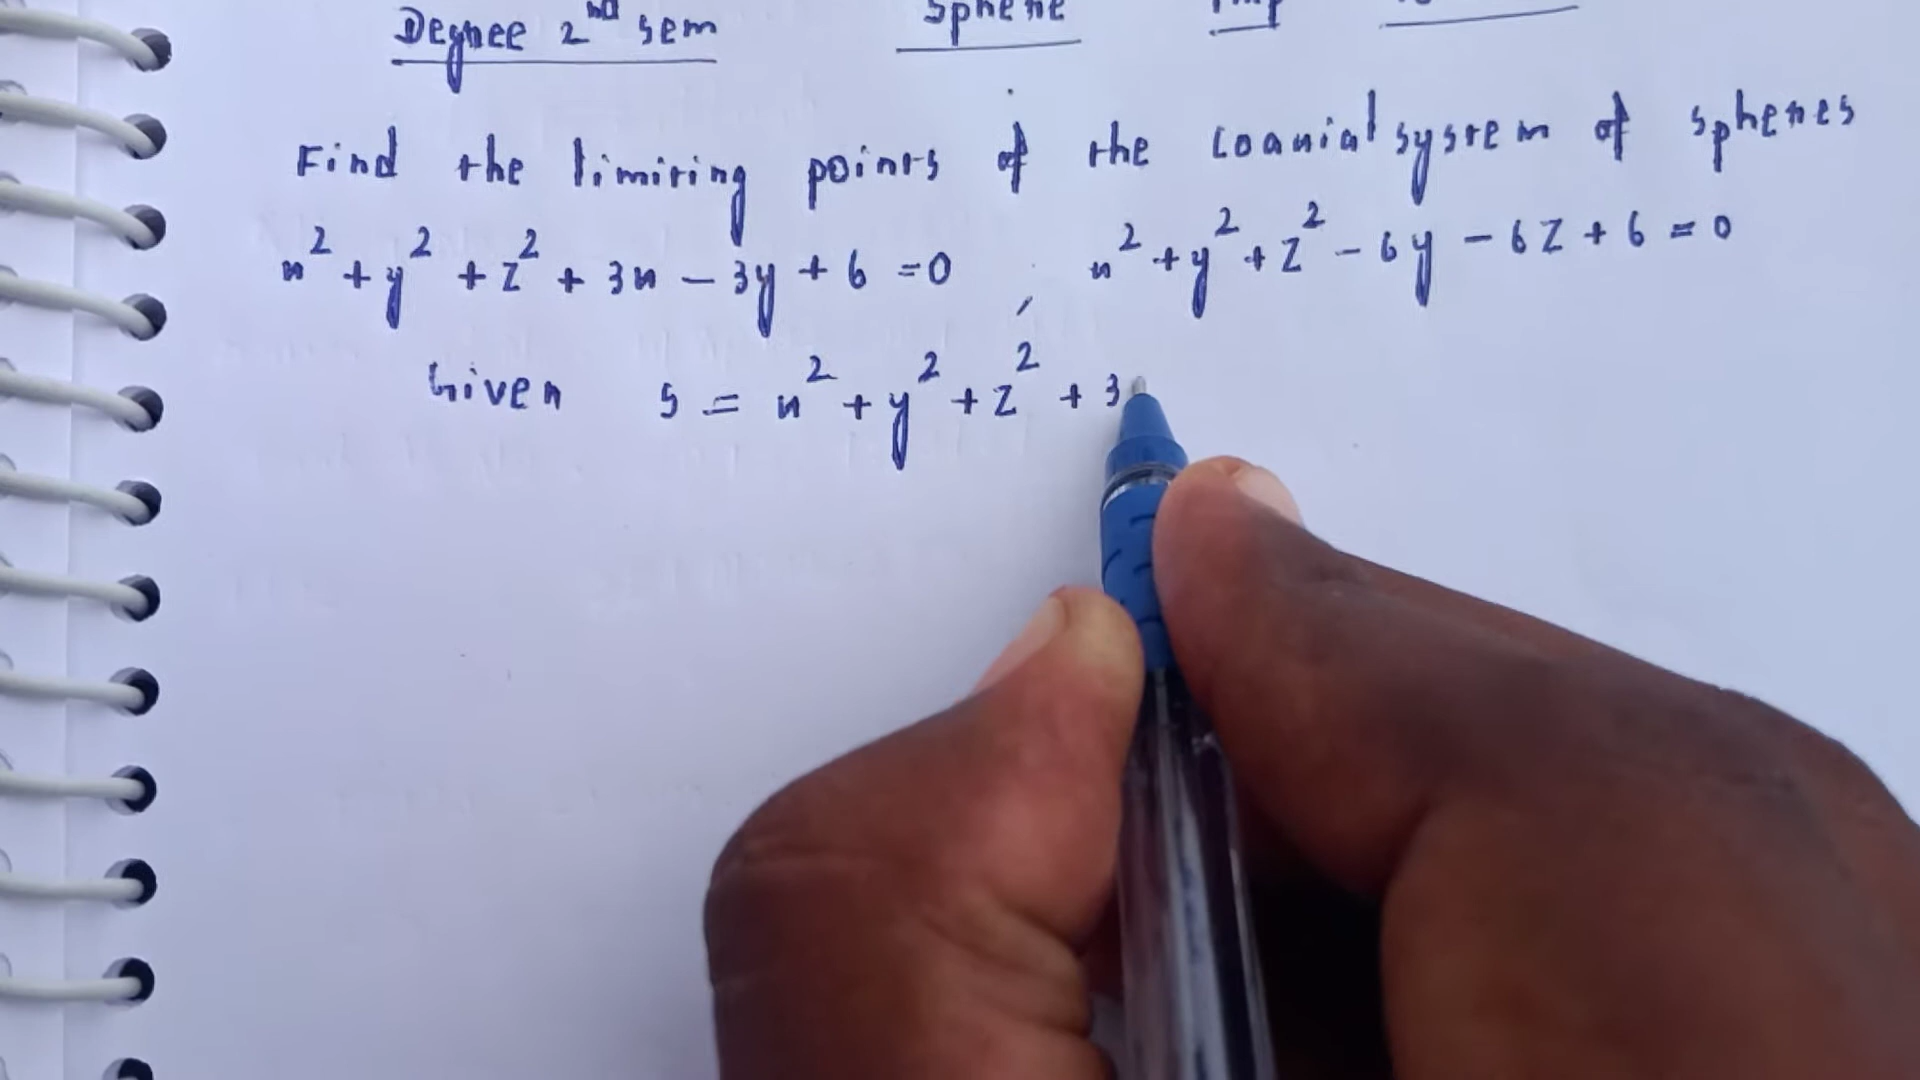 Degree 2nd sem Sphere Imp
Find the limiting points of the coaxial system of spheres
x² + y² + z² + 3x - 3y + 6 = 0 , x² + y² + z² - 6y - 6z + 6 = 0
Given S = x² + y² + z² + 3